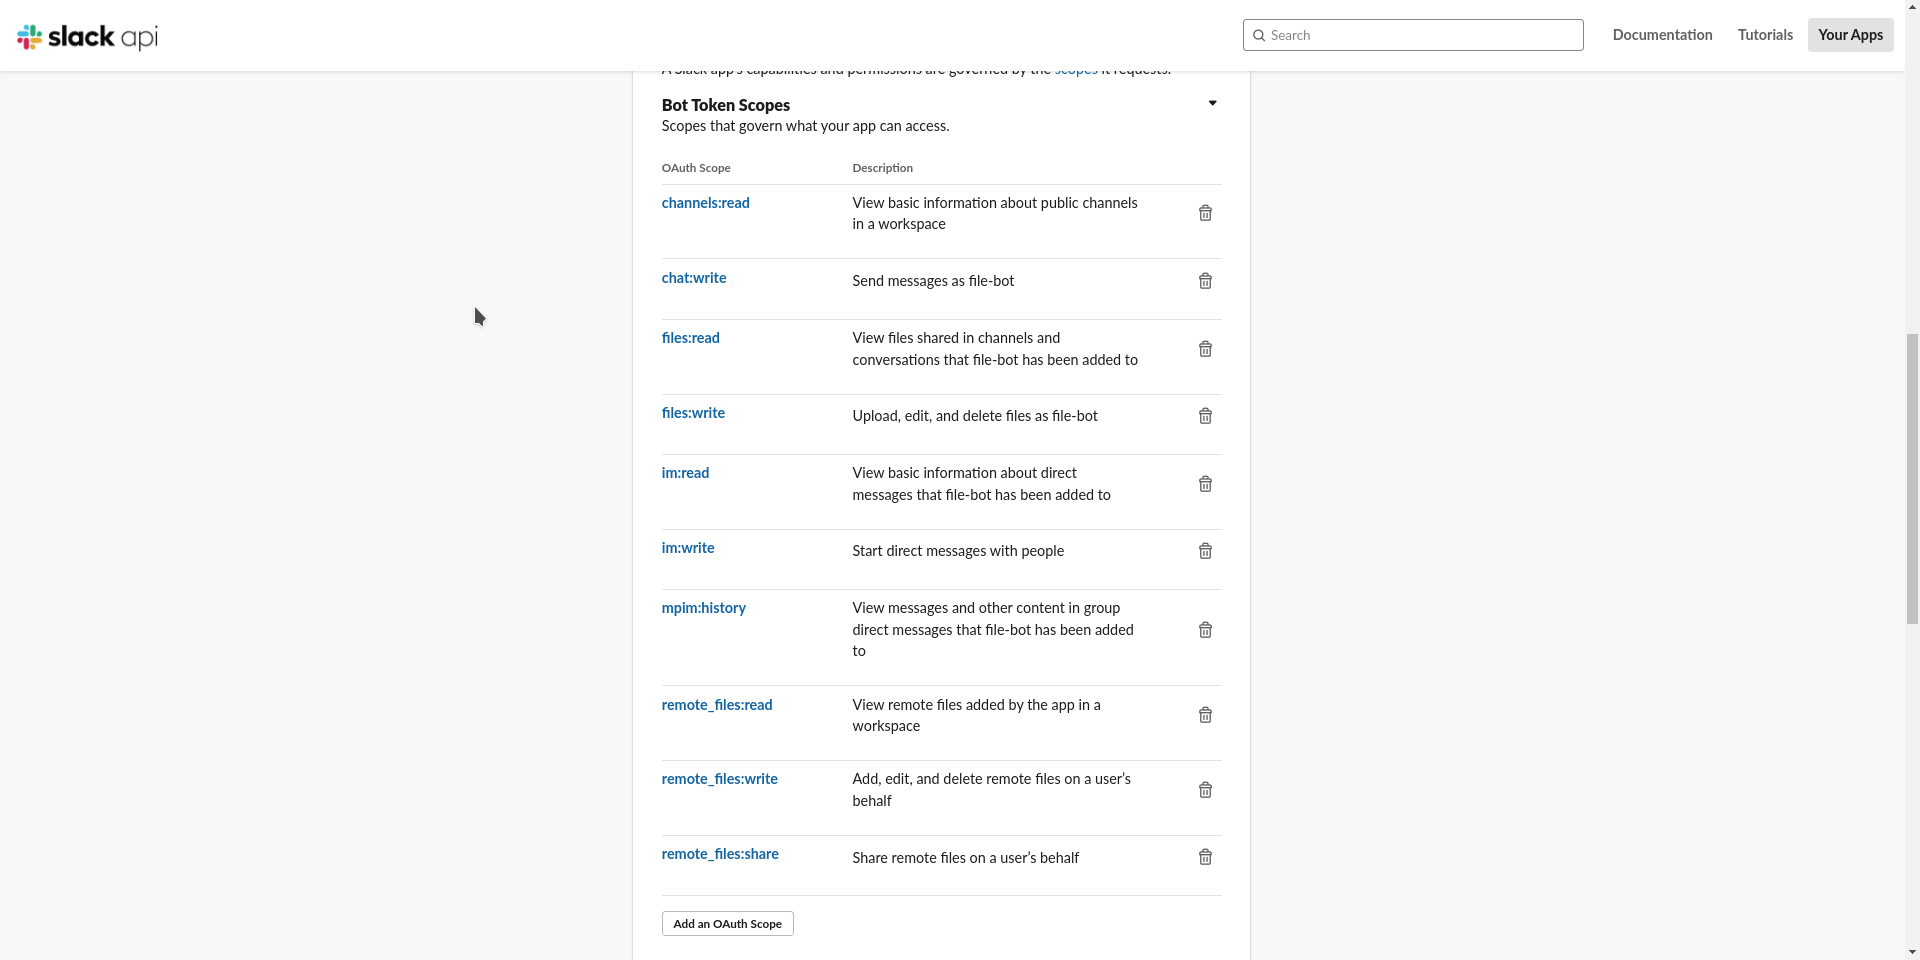 slack api
Search
Documentation
Tutorials
Your Apps
A Slack app's capabilities and permissions are governed by the scopes it requests.
Bot Token Scopes
Scopes that govern what your app can access.
OAuth Scope
Description
channels:read
View basic information about public channels
in a workspace
chat:write
Send messages as file-bot
files:read
View files shared in channels and
conversations that file-bot has been added to
files:write
Upload, edit, and delete files as file-bot
im:read
View basic information about direct
messages that file-bot has been added to
im:write
Start direct messages with people
mpim:history
View messages and other content in group
direct messages that file-bot has been added
to
remote_files:read
View remote files added by the app in a
workspace
remote_files:write
Add, edit, and delete remote files on a user’s
behalf
remote_files:share
Share remote files on a user’s behalf
Add an OAuth Scope